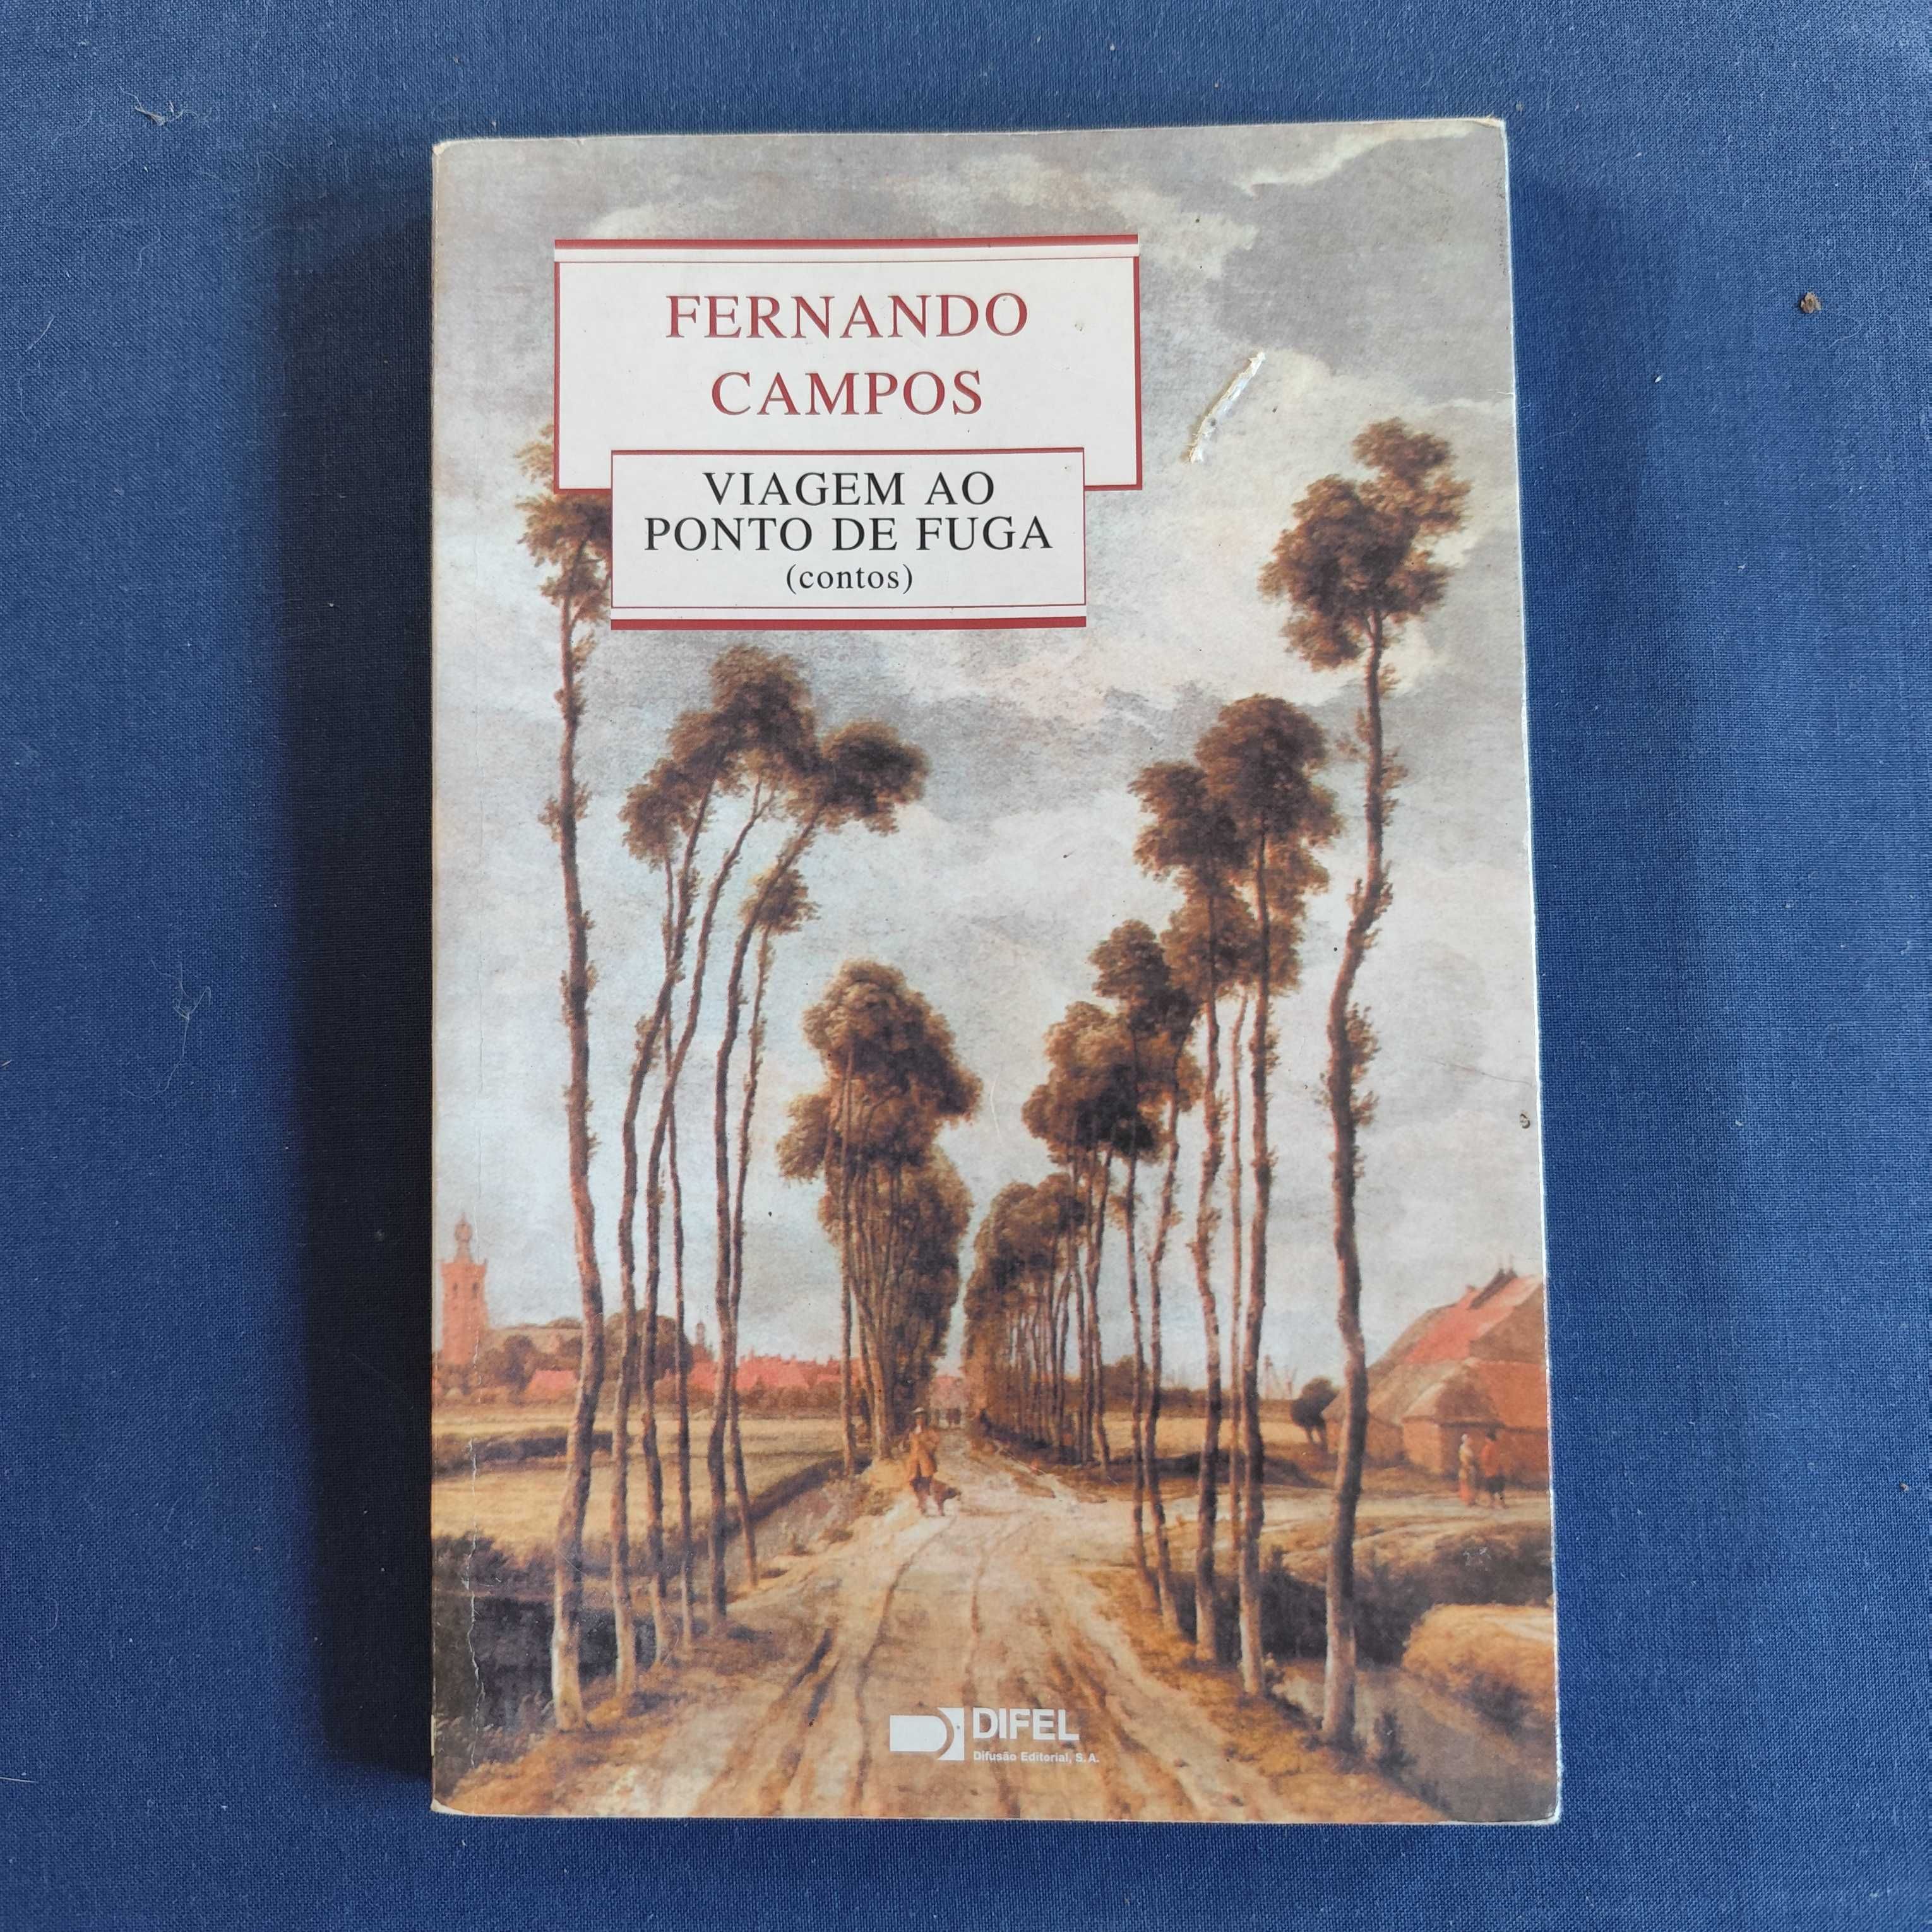 FERNANDO
CAMPOS
VIAGEM AO
PONTO DE FUGA
(contos)
DIFEL
Difusão Editorial, S.A.